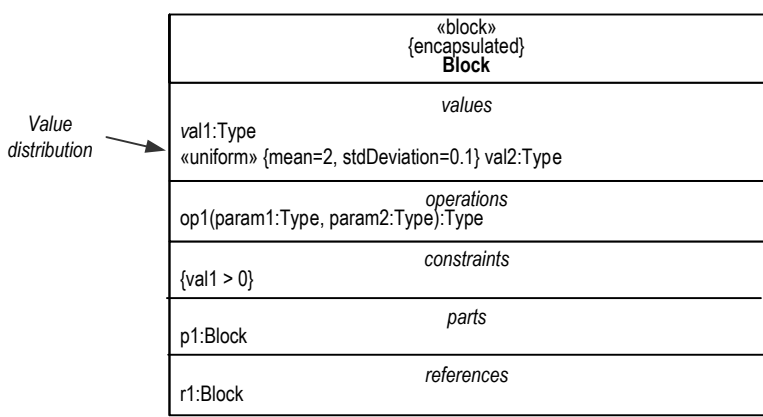 «block»
{encapsulated}
Block
values
Value
distribution
val1:Type
«uniform» {mean=2, stdDeviation=0.1} val2:Type
operations
op1(param1:Type, param2:Type):Type
constraints
{val1 > 0}
parts
p1:Block
references
r1:Block